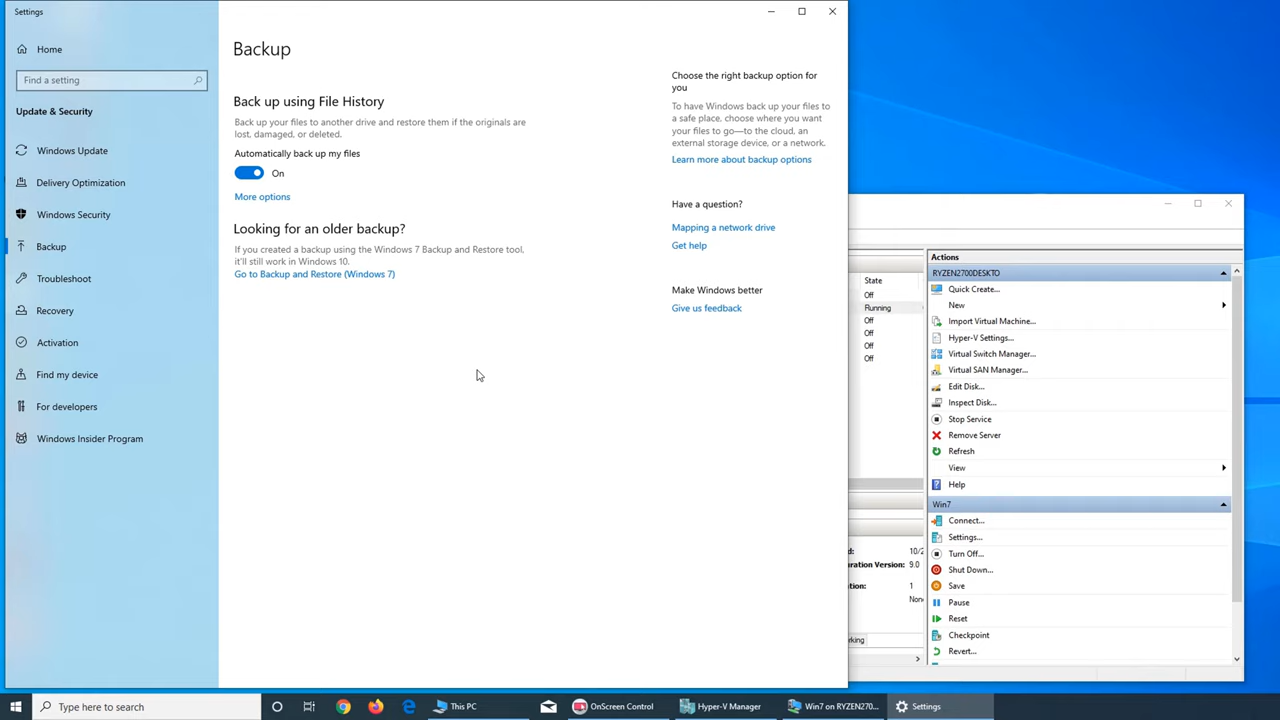 Settings
Home
Find a setting
Update & Security
Windows Update
Delivery Optimization
Windows Security
Backup
Troubleshoot
Recovery
Activation
Find my device
For developers
Windows Insider Program
Backup
Back up using File History
Back up your files to another drive and restore them if the originals are
lost, damaged, or deleted.
Automatically back up my files
On
More options
Looking for an older backup?
If you created a backup using the Windows 7 Backup and Restore tool,
it'll still work in Windows 10.
Go to Backup and Restore (Windows 7)
Choose the right backup option for
you
To have Windows back up your files to
a safe place, choose where you want
your files to go—to the cloud, an
external storage device, or a network.
Learn more about backup options
Have a question?
Mapping a network drive
Get help
Make Windows better
Give us feedback
State
Off
Running
Off
Off
Off
Off
10/2
uration Version: 9.0
1
Actions
RYZEN2700DESKTO
Quick Create...
New
Import Virtual Machine...
Hyper-V Settings...
Virtual Switch Manager...
Virtual SAN Manager...
Edit Disk...
Inspect Disk...
Stop Service
Remove Server
Refresh
View
Help
Win7
Connect...
Settings...
Turn Off...
Shut Down...
Save
Pause
Reset
Checkpoint
Revert...
Type here to search
This PC
OnScreen Control
Hyper-V Manager
Win7 on RYZEN270...
Settings